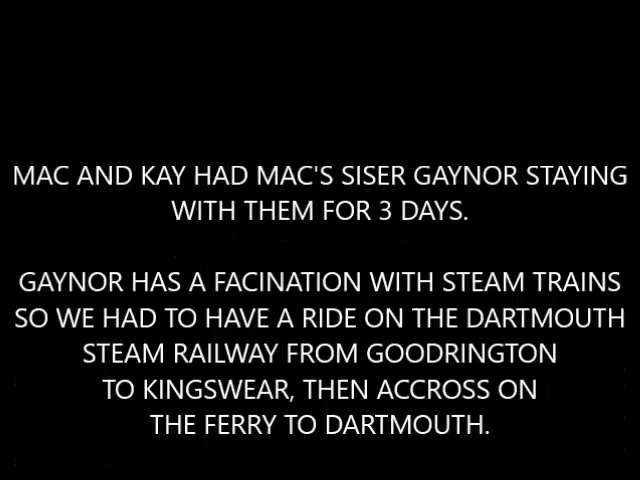 MAC AND KAY HAD MAC'S SISER GAYNOR STAYING
WITH THEM FOR 3 DAYS.
GAYNOR HAS A FACINATION WITH STEAM TRAINS
SO WE HAD TO HAVE A RIDE ON THE DARTMOUTH
STEAM RAILWAY FROM GOODRINGTON
TO KINGSWEAR, THEN ACCROSS ON
THE FERRY TO DARTMOUTH.